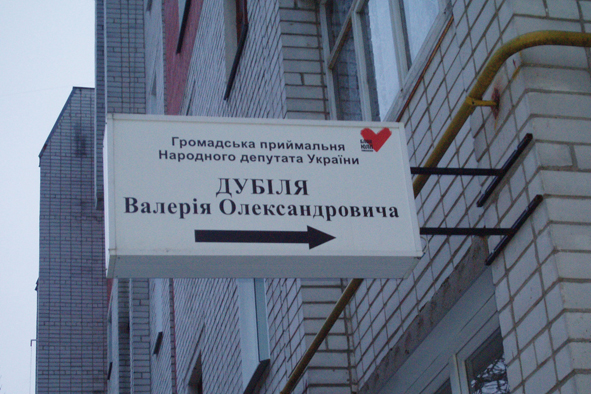 Громадська приймальня
Народного депутата України
ДУБІЛЯ
Валерія Олександровича